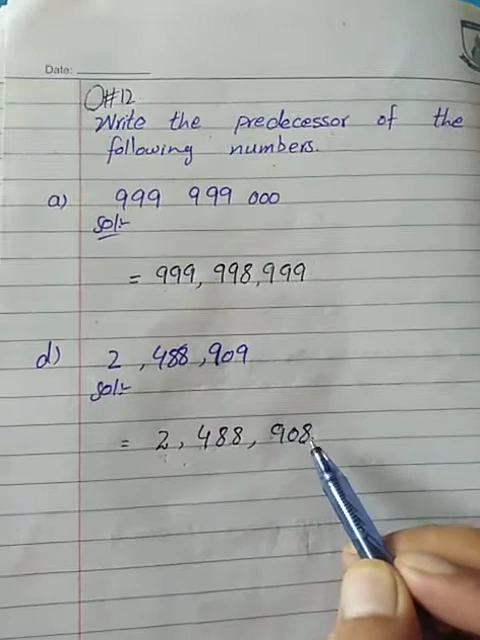 Date:
Q#12
Write the predecessor of the
following numbers.
a) 999 999 000
Sol:-
= 999,998,999
d) 2,488,909
Sol:-
= 2,488,908